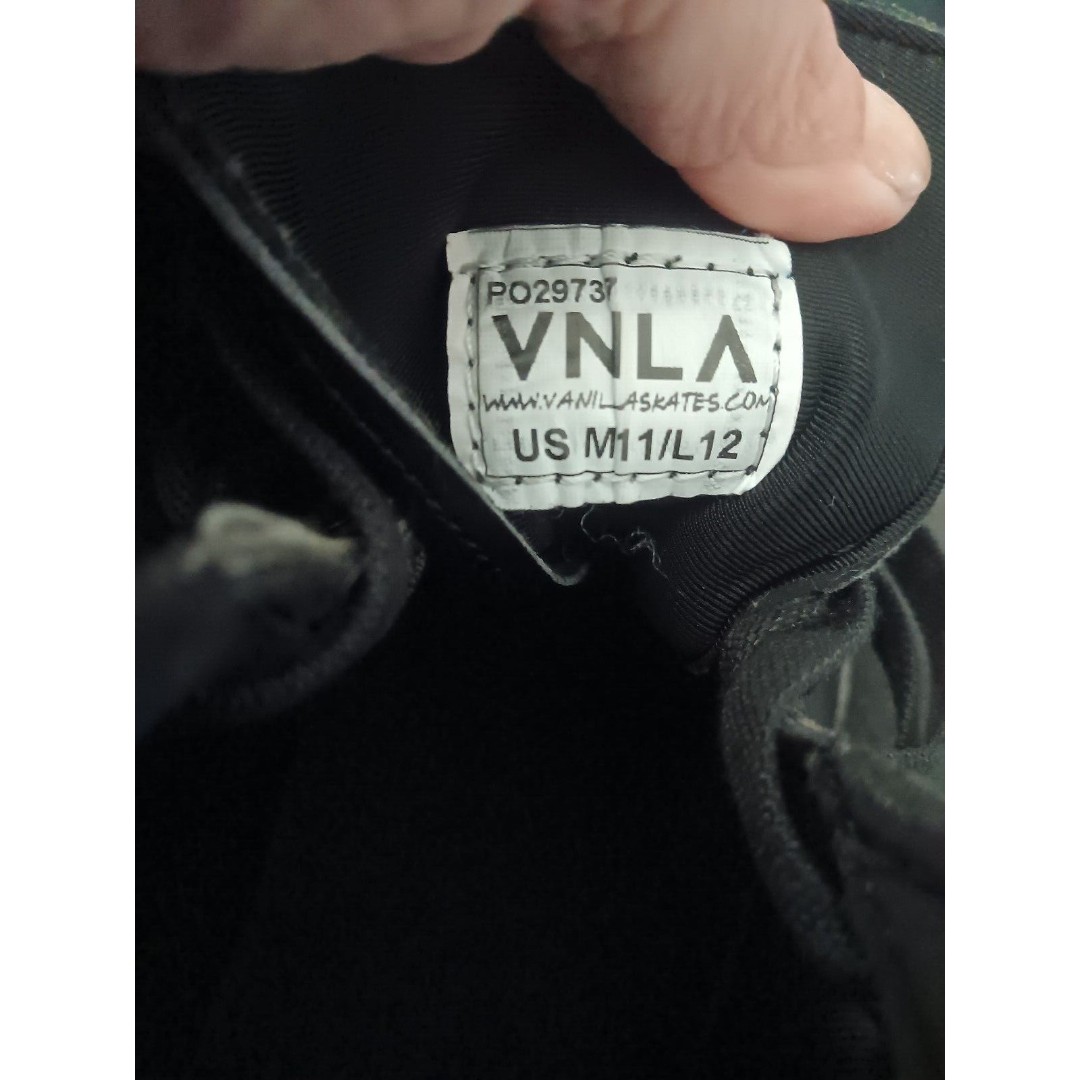 PO29737
VNLA
WWW.VANILLASKATES.COM
US M11/L12